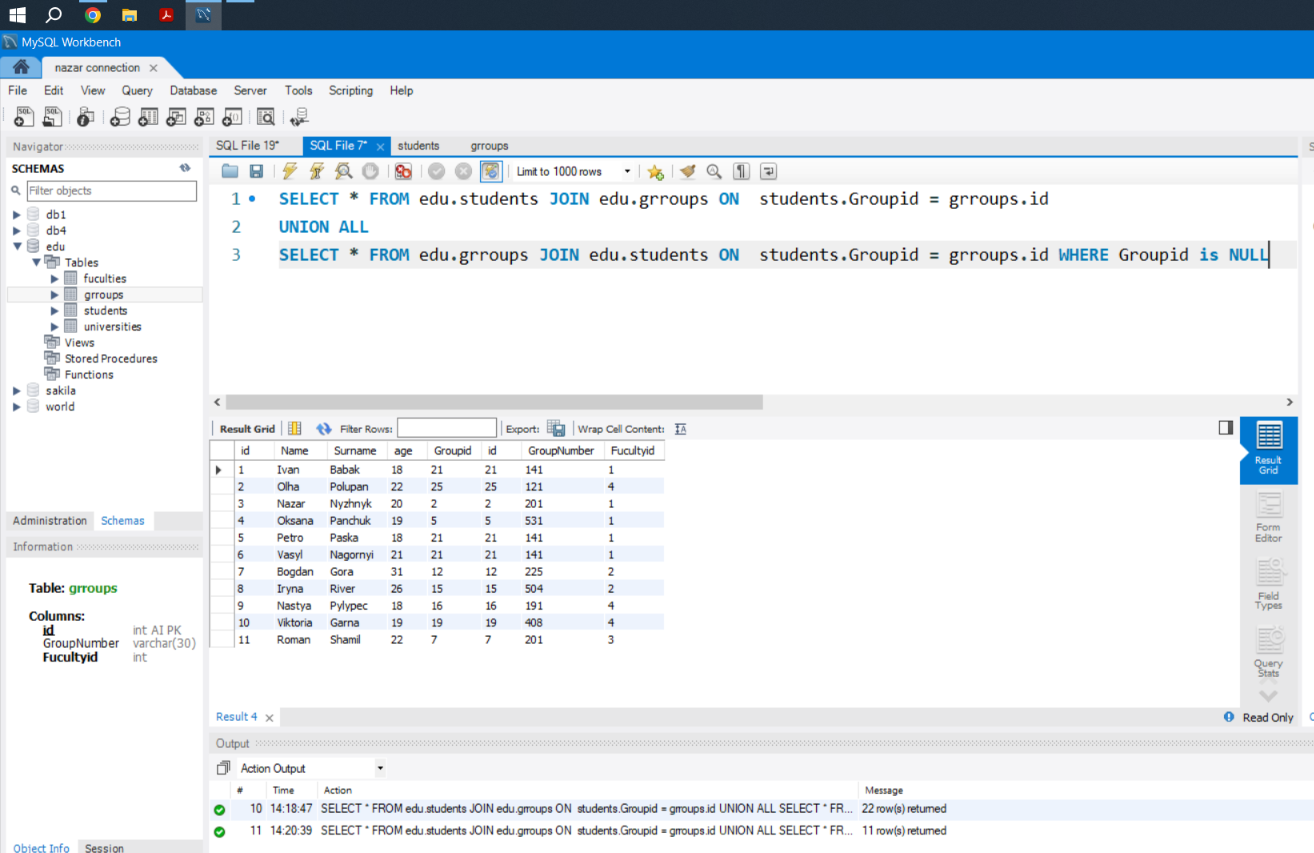 MySQL Workbench
nazar connection
File Edit View Query Database Server Tools Scripting Help
Navigator
SCHEMAS
Filter objects
db1
db4
edu
Tables
fuculties
grroups
students
universities
Views
Stored Procedures
Functions
sakila
world
Administration Schemas
Information
Table: grroups
Columns:
id int AI PK
GroupNumber varchar(30)
Fucultyid int
Object Info Session
SQL File 19* SQL File 7* students grroups
Limit to 1000 rows
1 SELECT * FROM edu.students JOIN edu.grroups ON students.Groupid = grroups.id
2 UNION ALL
3 SELECT * FROM edu.grroups JOIN edu.students ON students.Groupid = grroups.id WHERE Groupid is NULL
Result Grid Filter Rows: Export: Wrap Cell Content:
id Name Surname age Groupid id GroupNumber Fucultyid
1 Ivan Babak 18 21 21 141 1
2 Olha Polupan 22 25 25 121 4
3 Nazar Nyzhnyk 20 2 2 201 1
4 Oksana Panchuk 19 5 5 531 1
5 Petro Paska 18 21 21 141 1
6 Vasyl Nagornyi 21 21 21 141 1
7 Bogdan Gora 31 12 12 225 2
8 Iryna River 26 15 15 504 2
9 Nastya Pylypec 18 16 16 191 4
10 Viktoria Garna 19 19 19 408 4
11 Roman Shamil 22 7 7 201 3
Result
Grid
Form
Editor
Field
Types
Query
Stats
Result 4
Read Only
Output
Action Output
# Time Action Message
10 14:18:47 SELECT * FROM edu.students JOIN edu.grroups ON students.Groupid = grroups.id UNION ALL SELECT * FR... 22 row(s) returned
11 14:20:39 SELECT * FROM edu.students JOIN edu.grroups ON students.Groupid = grroups.id UNION ALL SELECT * FR... 11 row(s) returned